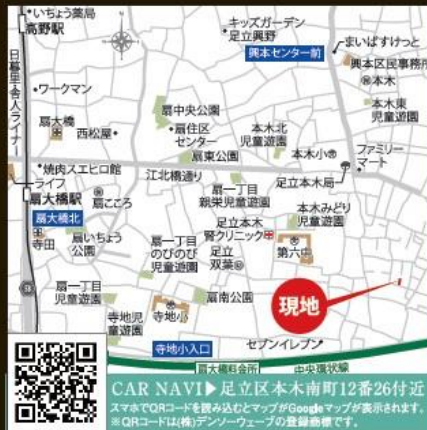 いちょう薬局
高野駅
日暮里・舎人ライナー
キッズガーデン
足立興野
興本センター前
まいばすけっと
興本区民事務所
本木
ワークマン
扇大橋
西松屋
扇中央公園
扇住区
センター
扇東公園
本木北
児童遊園
本木東
児童遊園
本木小
ファミリー
マート
焼肉スエヒロ館
江北橋通り
足立本木局
ライフ
扇大橋駅
扇こころ
扇一丁目
親栄児童遊園
本木みどり
児童遊園
扇大橋北
寺田
扇いちょう
公園
足立本木
腎クリニック
第六中
扇一丁目
のびのび
児童遊園
足立
双葉
扇一丁目
児童遊園
扇南公園
現地
寺地小
寺地児
童遊園
寺地小入口
セブンイレブン
扇大橋料金所
中央環状線
CAR NAVI▶足立区本木南町12番26付近
スマホでQRコードを読み込むとマップがGoogleマップが表示されます。
※QRコードは(株)デンソーウェーブの登録商標です。